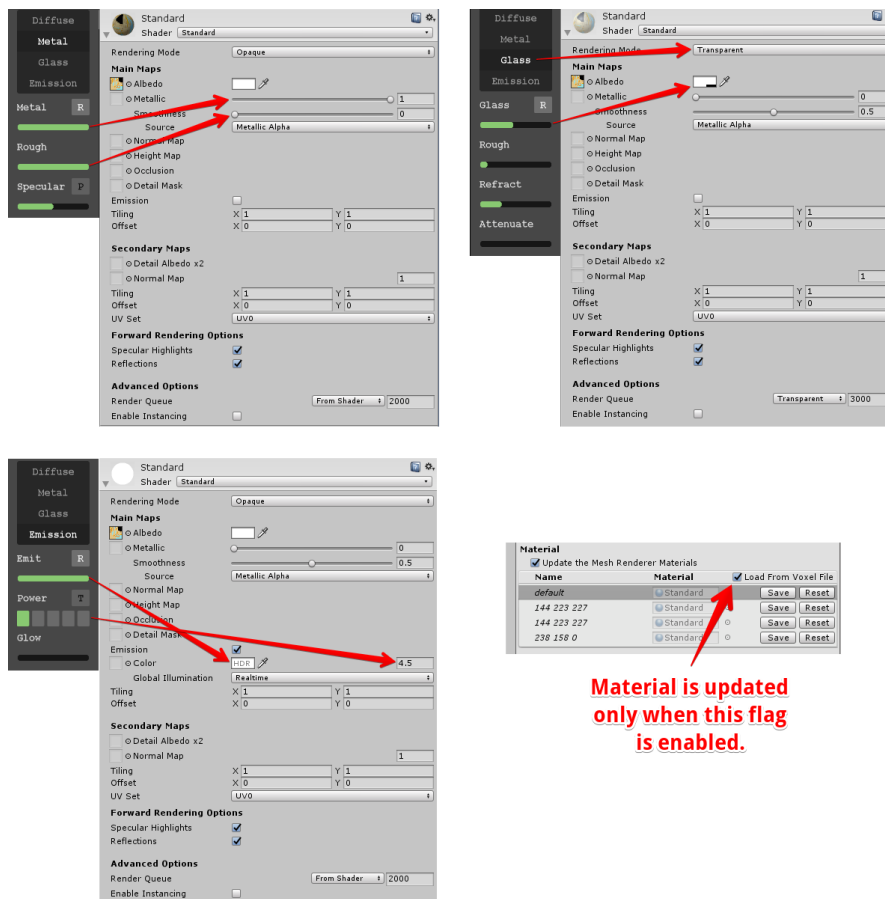 Diffuse
Metal
Glass
Emission
Metal R
Rough
Specular P
Standard
Shader Standard
Rendering Mode Opaque
Main Maps
Albedo
Metallic 1
Smoothness 0
Source Metallic Alpha
Normal Map
Height Map
Occlusion
Detail Mask
Emission
Tiling X 1 Y 1
Offset X 0 Y 0
Secondary Maps
Detail Albedo x2
Normal Map 1
Tiling X 1 Y 1
Offset X 0 Y 0
UV Set UV0
Forward Rendering Options
Specular Highlights
Reflections
Advanced Options
Render Queue From Shader 2000
Enable Instancing
Diffuse
Metal
Glass
Emission
Glass R
Rough
Refract
Attenuate
Standard
Shader Standard
Rendering Mode Transparent
Main Maps
Albedo
Metallic 0
Smoothness 0.5
Source Metallic Alpha
Normal Map
Height Map
Occlusion
Detail Mask
Emission
Tiling X 1 Y 1
Offset X 0 Y 0
Secondary Maps
Detail Albedo x2
Normal Map 1
Tiling X 1 Y 1
Offset X 0 Y 0
UV Set UV0
Forward Rendering Options
Specular Highlights
Reflections
Advanced Options
Render Queue Transparent 3000
Enable Instancing
Diffuse
Metal
Glass
Emission
Emit R
Power T
Glow
Standard
Shader Standard
Rendering Mode Opaque
Main Maps
Albedo
Metallic 0
Smoothness 0.5
Source Metallic Alpha
Normal Map
Height Map
Occlusion
Detail Mask
Emission
Color HDR 4.5
Global Illumination Realtime
Tiling X 1 Y 1
Offset X 0 Y 0
Secondary Maps
Detail Albedo x2
Normal Map 1
Tiling X 1 Y 1
Offset X 0 Y 0
UV Set UV0
Forward Rendering Options
Specular Highlights
Reflections
Advanced Options
Render Queue From Shader 2000
Enable Instancing
Material
Update the Mesh Renderer Materials
Name Material Load From Voxel File
default Standard Save Reset
144 223 227 Standard Save Reset
144 223 227 Standard Save Reset
238 158 0 Standard Save Reset
Material is updated
only when this flag
is enabled.